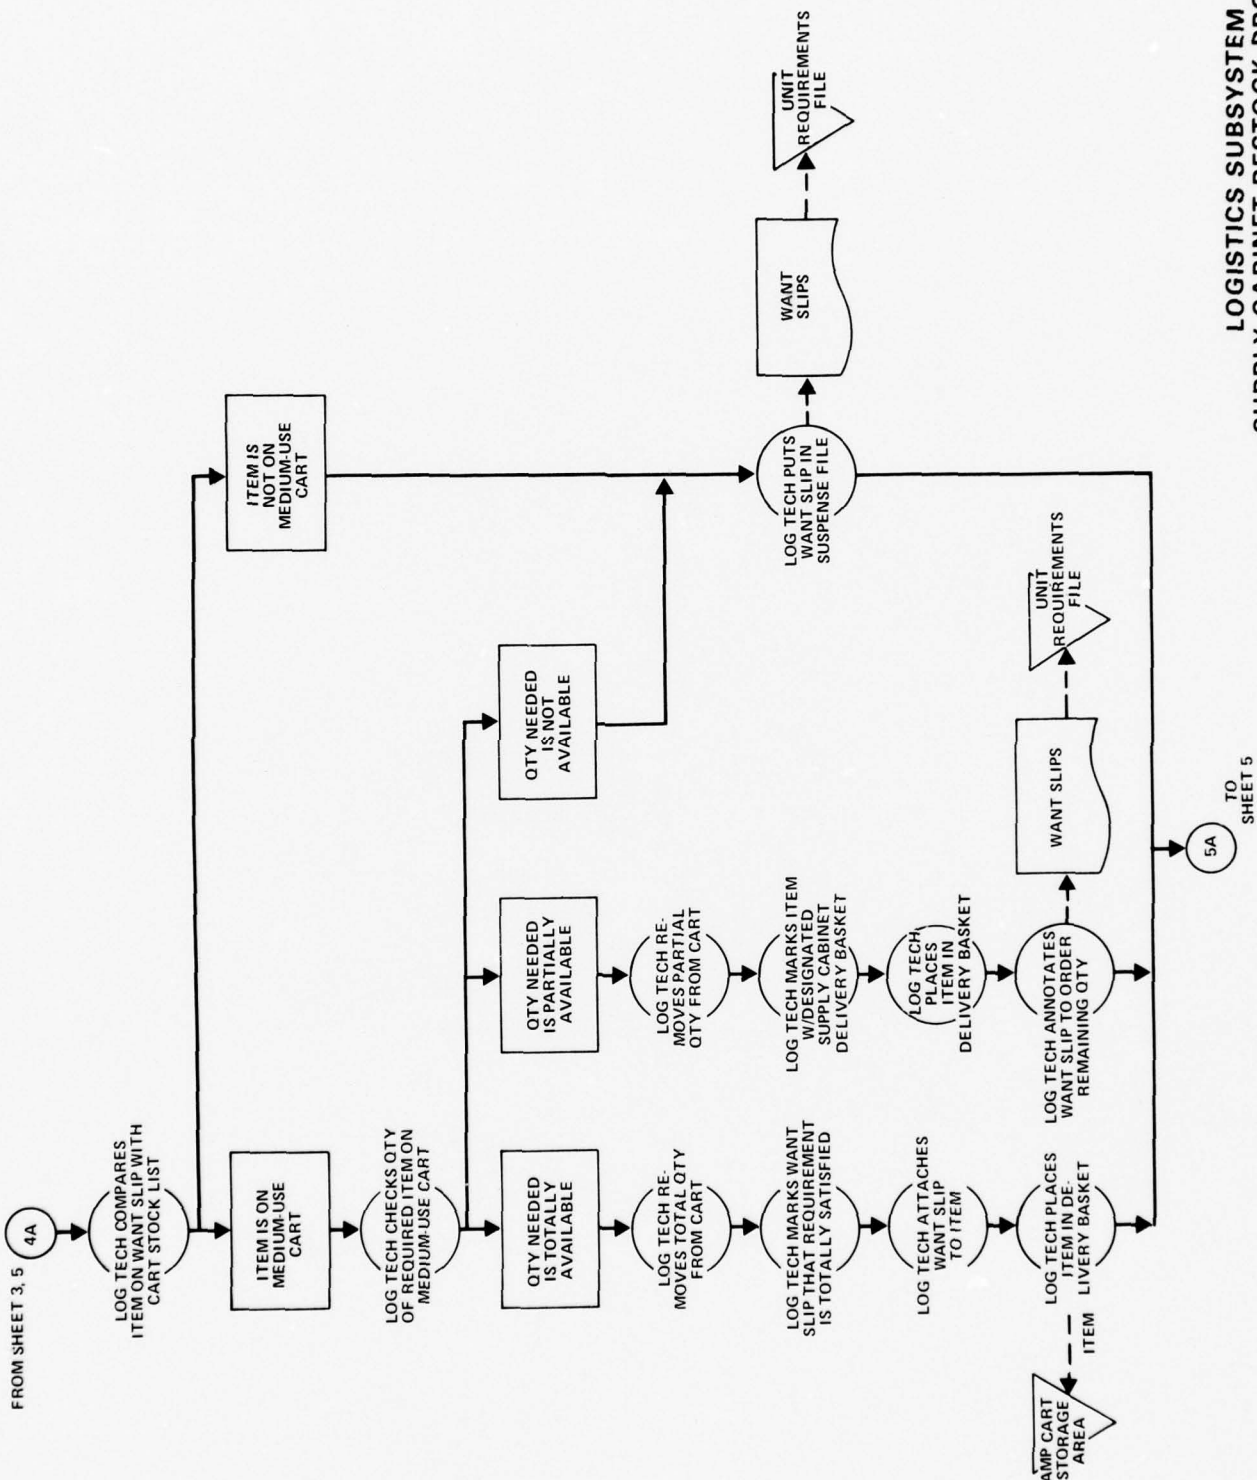 FROM SHEET 3, 5
4A
LOG TECH COMPARES
ITEM ON WANT SLIP WITH
CART STOCK LIST
ITEM IS ON
MEDIUM-USE
CART
ITEM IS
NOT ON
MEDIUM-USE
CART
LOG TECH CHECKS QTY
OF REQUIRED ITEM ON
MEDIUM-USE CART
QTY NEEDED
IS TOTALLY
AVAILABLE
QTY NEEDED
IS PARTIALLY
AVAILABLE
QTY NEEDED
IS NOT
AVAILABLE
LOG TECH RE-
MOVES TOTAL QTY
FROM CART
LOG TECH RE-
MOVES PARTIAL
QTY FROM CART
LOG TECH MARKS WANT
SLIP THAT REQUIREMENT
IS TOTALLY SATISFIED
LOG TECH MARKS ITEM
W/DESIGNATED
SUPPLY CABINET
DELIVERY BASKET
LOG TECH PUTS
WANT SLIP IN
SUSPENSE FILE
WANT
SLIPS
UNIT
REQUIREMENTS
FILE
LOG TECH ATTACHES
WANT SLIP
TO ITEM
LOG TECH
PLACES
ITEM IN
DELIVERY BASKET
AMP CART
STORAGE
AREA
ITEM
LOG TECH PLACES
ITEM IN DE-
LIVERY BASKET
LOG TECH ANNOTATES
WANT SLIP TO ORDER
REMAINING QTY
WANT SLIPS
UNIT
REQUIREMENTS
FILE
5A
TO
SHEET 5
LOGISTICS SUBSYSTEM
SUPPLY CABINET RESTOCK